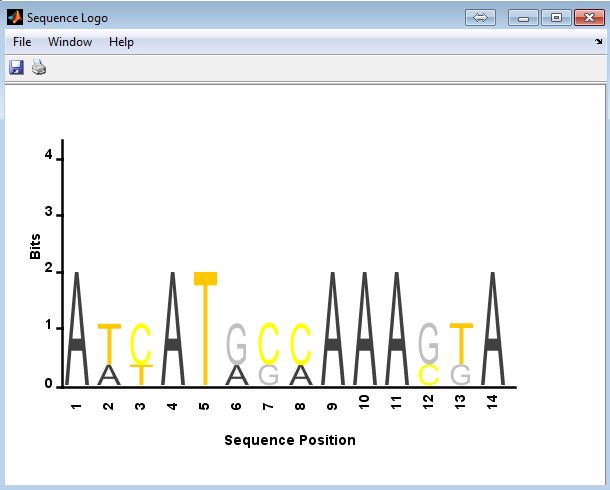 Sequence Logo
File Window Help
4
3
2
1
0
Bits
A T C A T G C C A A A G T A
A T A G A C G
1 2 3 4 5 6 7 8 9 10 11 12 13 14
Sequence Position